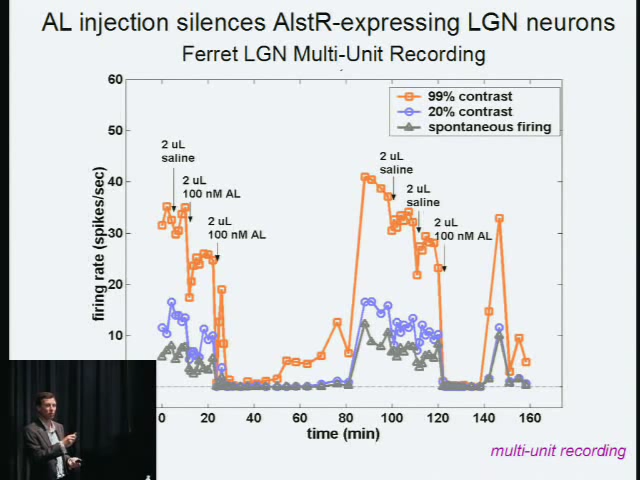 AL injection silences AlstR-expressing LGN neurons
Ferret LGN Multi-Unit Recording
60
50
40
30
20
10
firing rate (spikes/sec)
99% contrast
20% contrast
spontaneous firing
2 uL
saline
2 uL
100 nM AL
2 uL
100 nM AL
2 uL
saline
2 uL
saline
2 uL
100 nM AL
0 20 40 60 80 100 120 140 160
time (min)
multi-unit recording